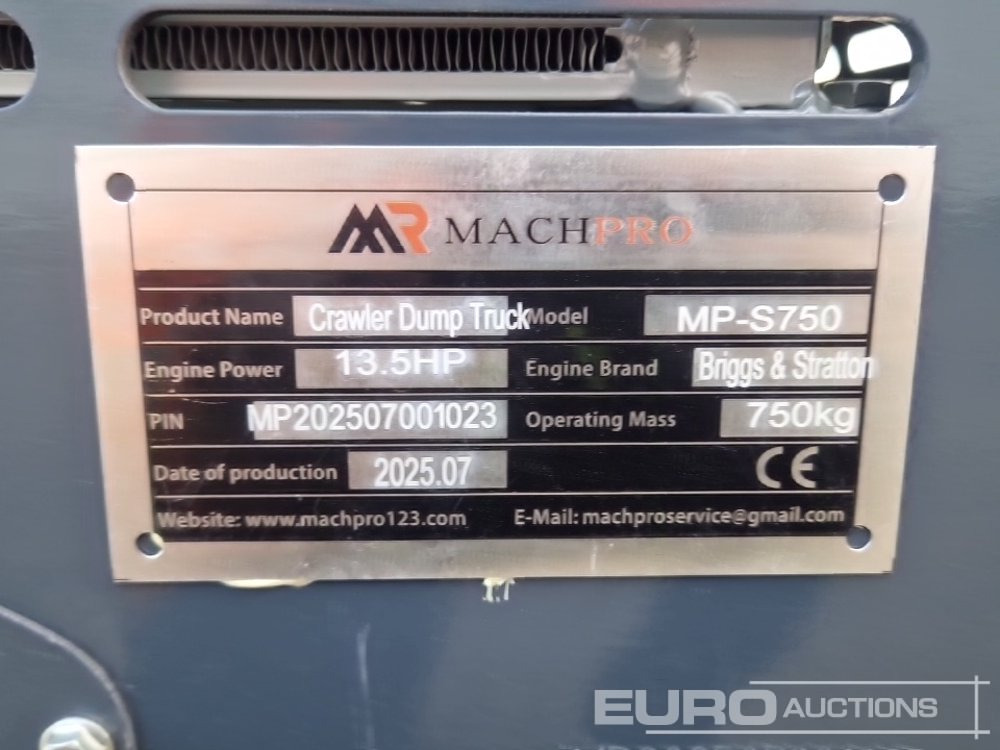 MR MACHPRO
Product Name Crawler Dump Truck Model MP-S750
Engine Power 13.5HP Engine Brand Briggs & Stratton
PIN MP202507001023 Operating Mass 750kg
Date of production 2025.07 CE
Website: www.machpro123.com E-Mail: machproservice@gmail.com
EURO AUCTIONS